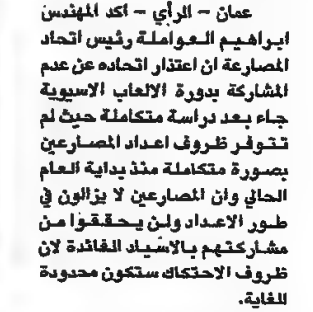 عمان - الرأي - اكد المهندس
ابراهيم العواملة رئيس اتحاد
المصارعة ان اعتذار اتحاده عن عدم
المشاركة بدورة الالعاب الاسيوية
جاء بعد دراسة متكاملة حيث لم
تتوفر ظروف اعداد المصارعين
بصورة متكاملة منذ بداية العام
الحالي وان المصارعين لا يزالون في
طور الاعداد ولن يحققوا من
مشاركتهم بالاسياد الفائدة لان
ظروف الاحتكاك ستكون محدودة
للغاية.